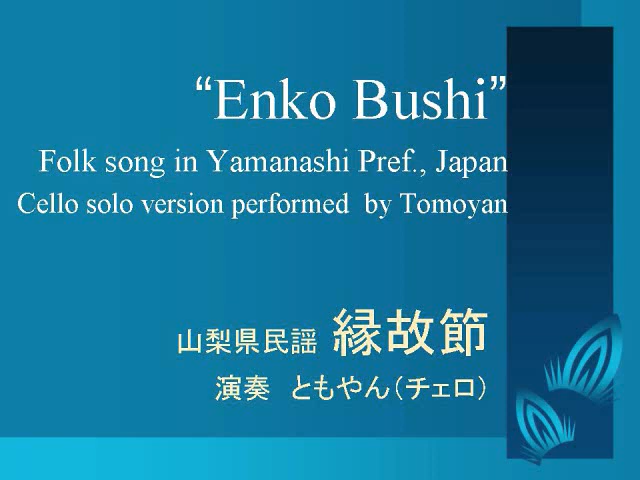 “Enko Bushi”
Folk song in Yamanashi Pref., Japan
Cello solo version performed  by Tomoyan
山梨県民謡 縁故節
演奏　ともやん（チェロ）